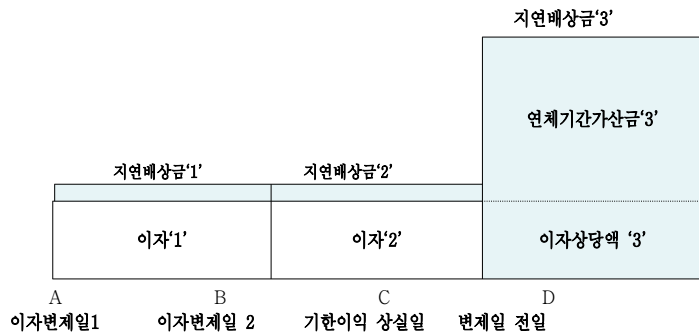 지연배상금‘3’
연체기간가산금‘3’
지연배상금‘1’ 지연배상금‘2’
이자‘1’ 이자‘2’ 이자상당액 ‘3’
A B C D
이자변제일1 이자변제일 2 기한이익 상실일 변제일 전일